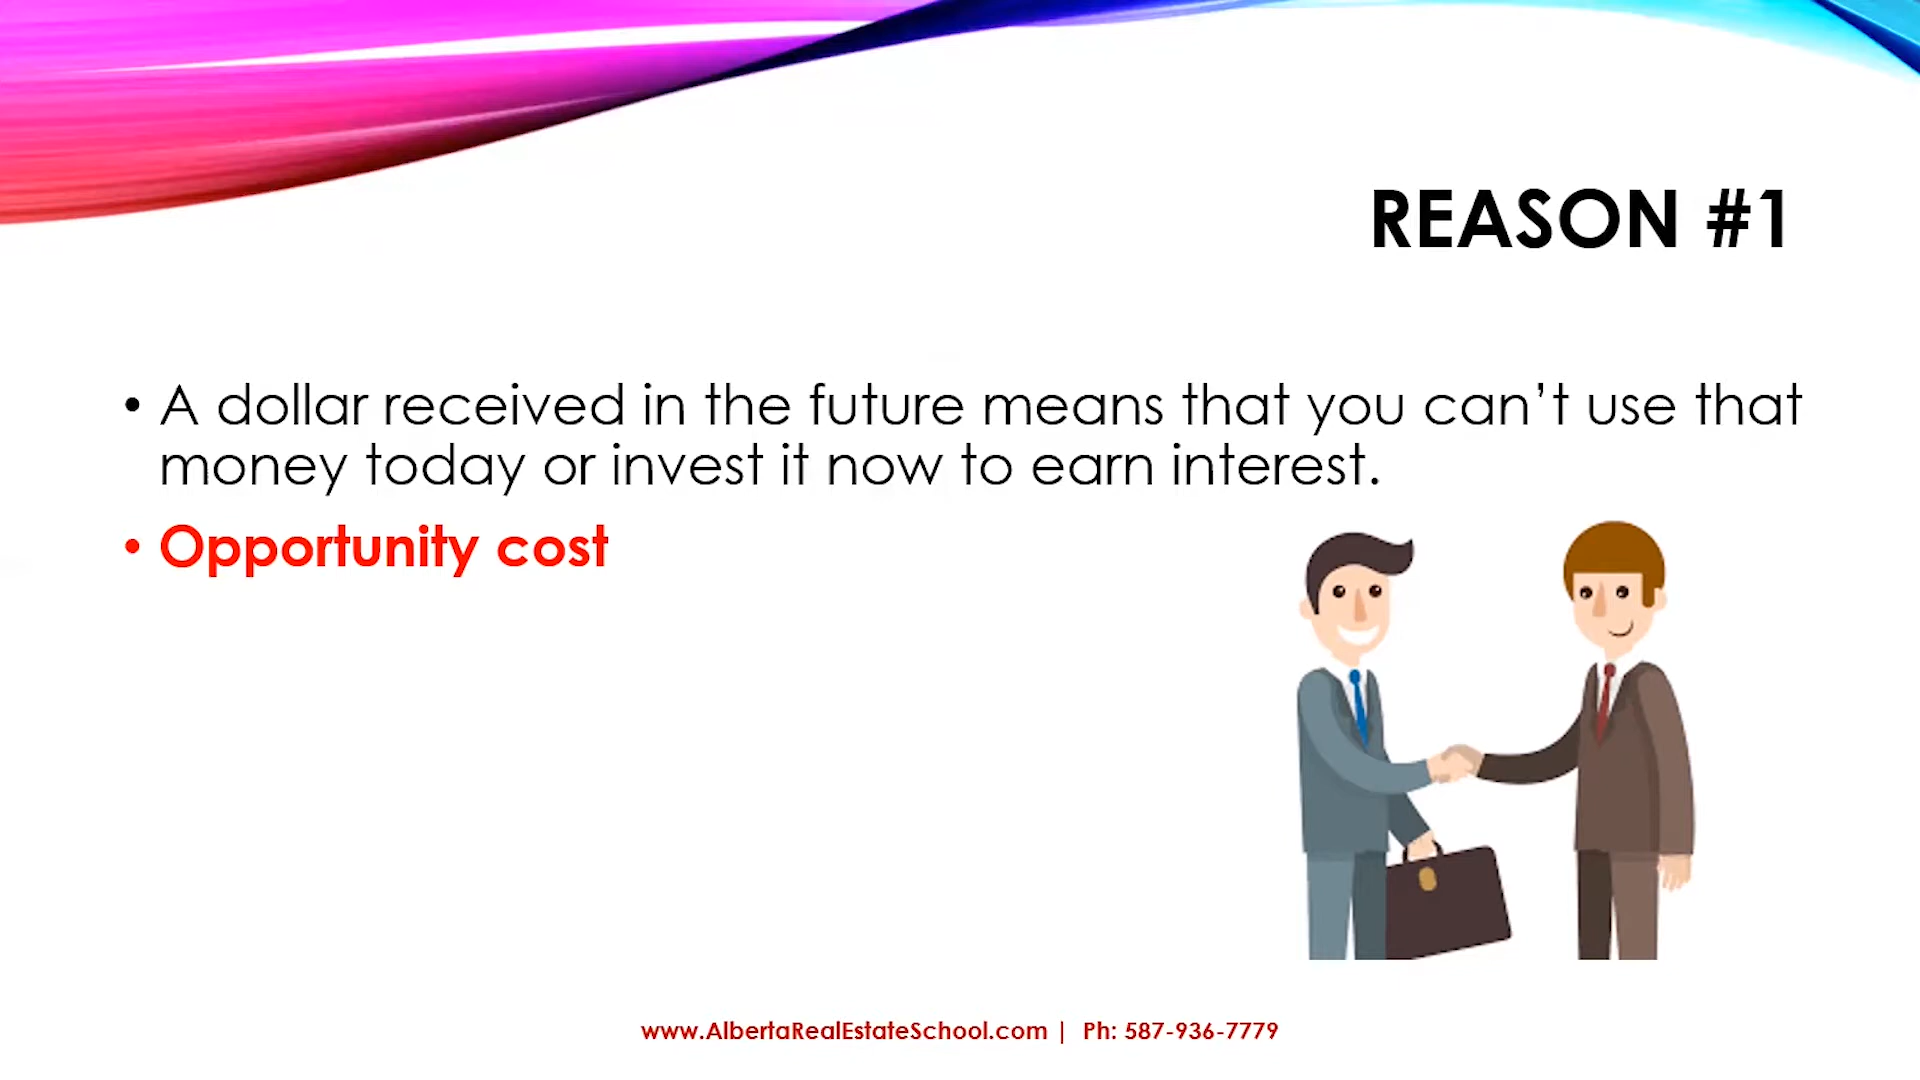 REASON #1
• A dollar received in the future means that you can’t use that
money today or invest it now to earn interest.
• Opportunity cost
www.AlbertaRealEstateSchool.com | Ph: 587-936-7779